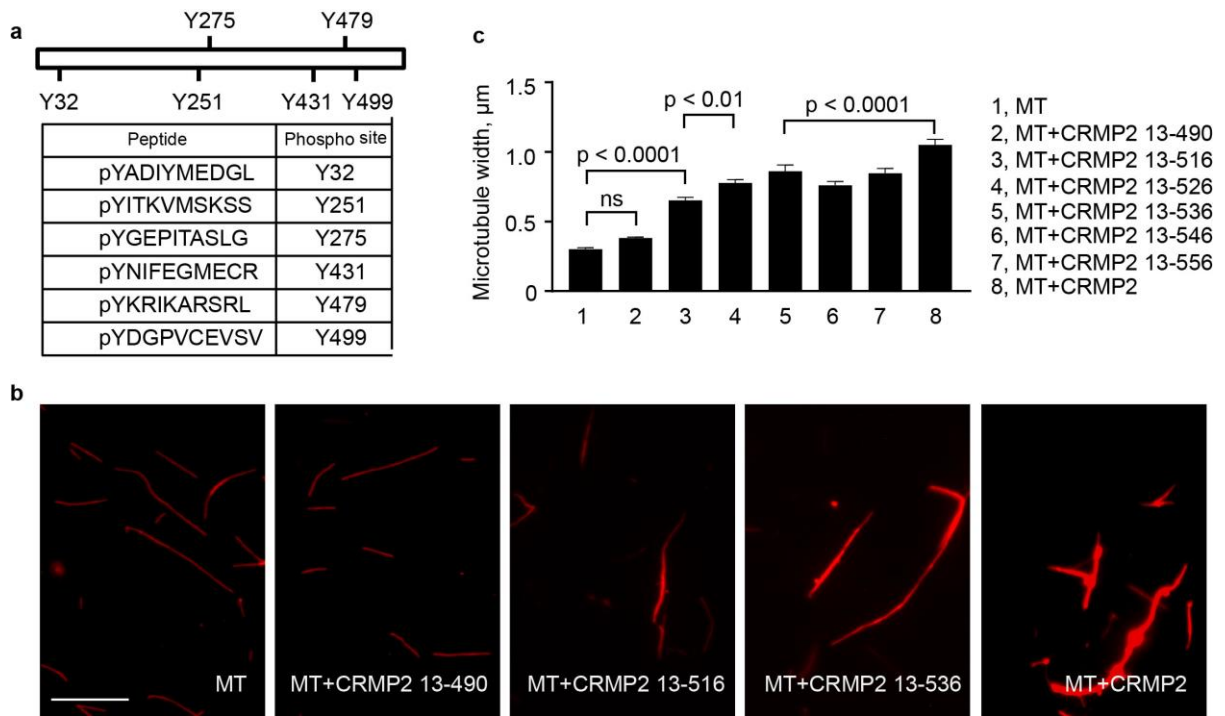 a
Y275 Y479
Y32 Y251 Y431 Y499
Peptide Phospho site
pYADIYMEDGL Y32
pYITKVMSKSS Y251
pYGEPITASLG Y275
pYNIFEGMECR Y431
pYKRIKARSRL Y479
pYDGPVCEVSV Y499
c
Microtubule width, μm
1.5
1.0
0.5
0
p < 0.0001
ns
p < 0.01
p < 0.0001
1 2 3 4 5 6 7 8
1, MT
2, MT+CRMP2 13-490
3, MT+CRMP2 13-516
4, MT+CRMP2 13-526
5, MT+CRMP2 13-536
6, MT+CRMP2 13-546
7, MT+CRMP2 13-556
8, MT+CRMP2
b
MT
MT+CRMP2 13-490
MT+CRMP2 13-516
MT+CRMP2 13-536
MT+CRMP2